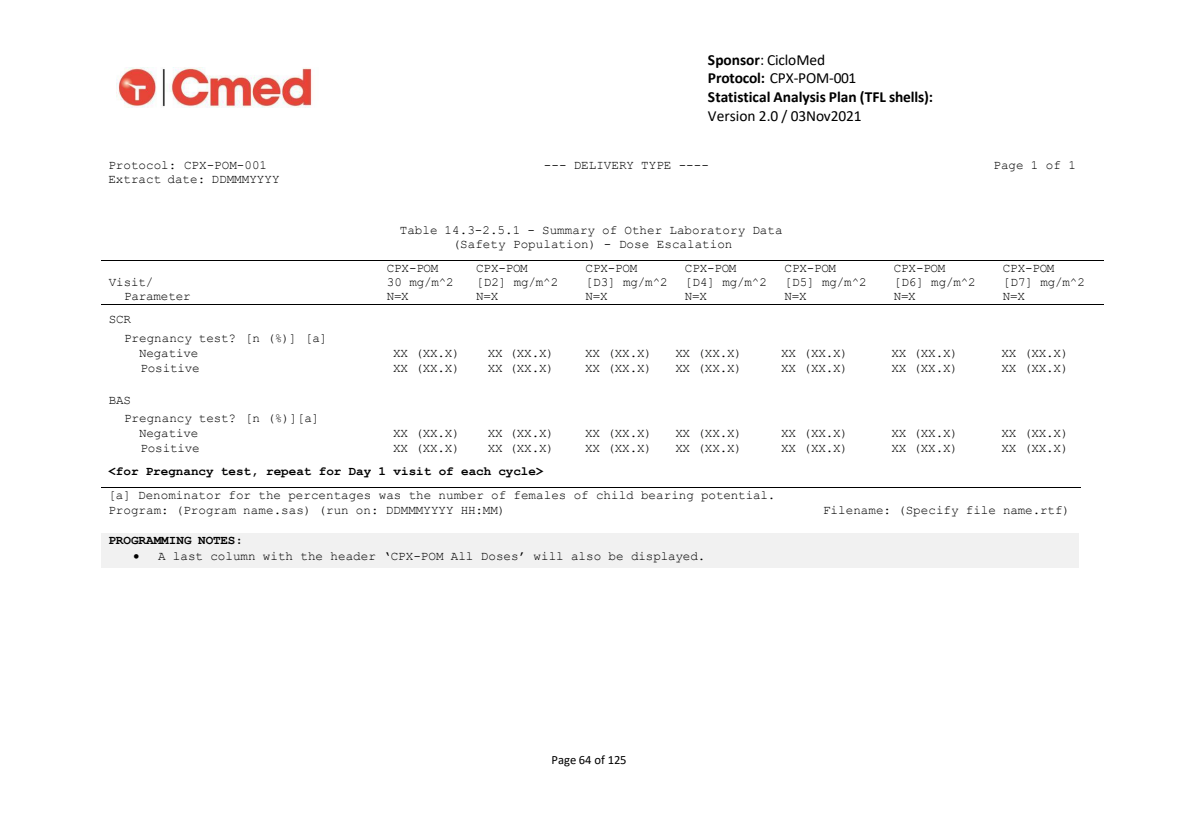 Cmed
Sponsor: CicloMed
Protocol: CPX-POM-001
Statistical Analysis Plan (TFL shells):
Version 2.0 / 03Nov2021
Protocol: CPX-POM-001 --- DELIVERY TYPE ---- Page 1 of 1
Extract date: DDMMMYYYY
Table 14.3-2.5.1 - Summary of Other Laboratory Data
(Safety Population) - Dose Escalation
CPX-POM CPX-POM CPX-POM CPX-POM CPX-POM CPX-POM CPX-POM
Visit/ 30 mg/m^2 [D2] mg/m^2 [D3] mg/m^2 [D4] mg/m^2 [D5] mg/m^2 [D6] mg/m^2 [D7] mg/m^2
Parameter N=X N=X N=X N=X N=X N=X N=X
SCR
Pregnancy test? [n (%)] [a]
Negative XX (XX.X) XX (XX.X) XX (XX.X) XX (XX.X) XX (XX.X) XX (XX.X) XX (XX.X)
Positive XX (XX.X) XX (XX.X) XX (XX.X) XX (XX.X) XX (XX.X) XX (XX.X) XX (XX.X)
BAS
Pregnancy test? [n (%)][a]
Negative XX (XX.X) XX (XX.X) XX (XX.X) XX (XX.X) XX (XX.X) XX (XX.X) XX (XX.X)
Positive XX (XX.X) XX (XX.X) XX (XX.X) XX (XX.X) XX (XX.X) XX (XX.X) XX (XX.X)
<for Pregnancy test, repeat for Day 1 visit of each cycle>
[a] Denominator for the percentages was the number of females of child bearing potential.
Program: (Program name.sas) (run on: DDMMMYYYY HH:MM) Filename: (Specify file name.rtf)
PROGRAMMING NOTES:
• A last column with the header ‘CPX-POM All Doses’ will also be displayed.
Page 64 of 125